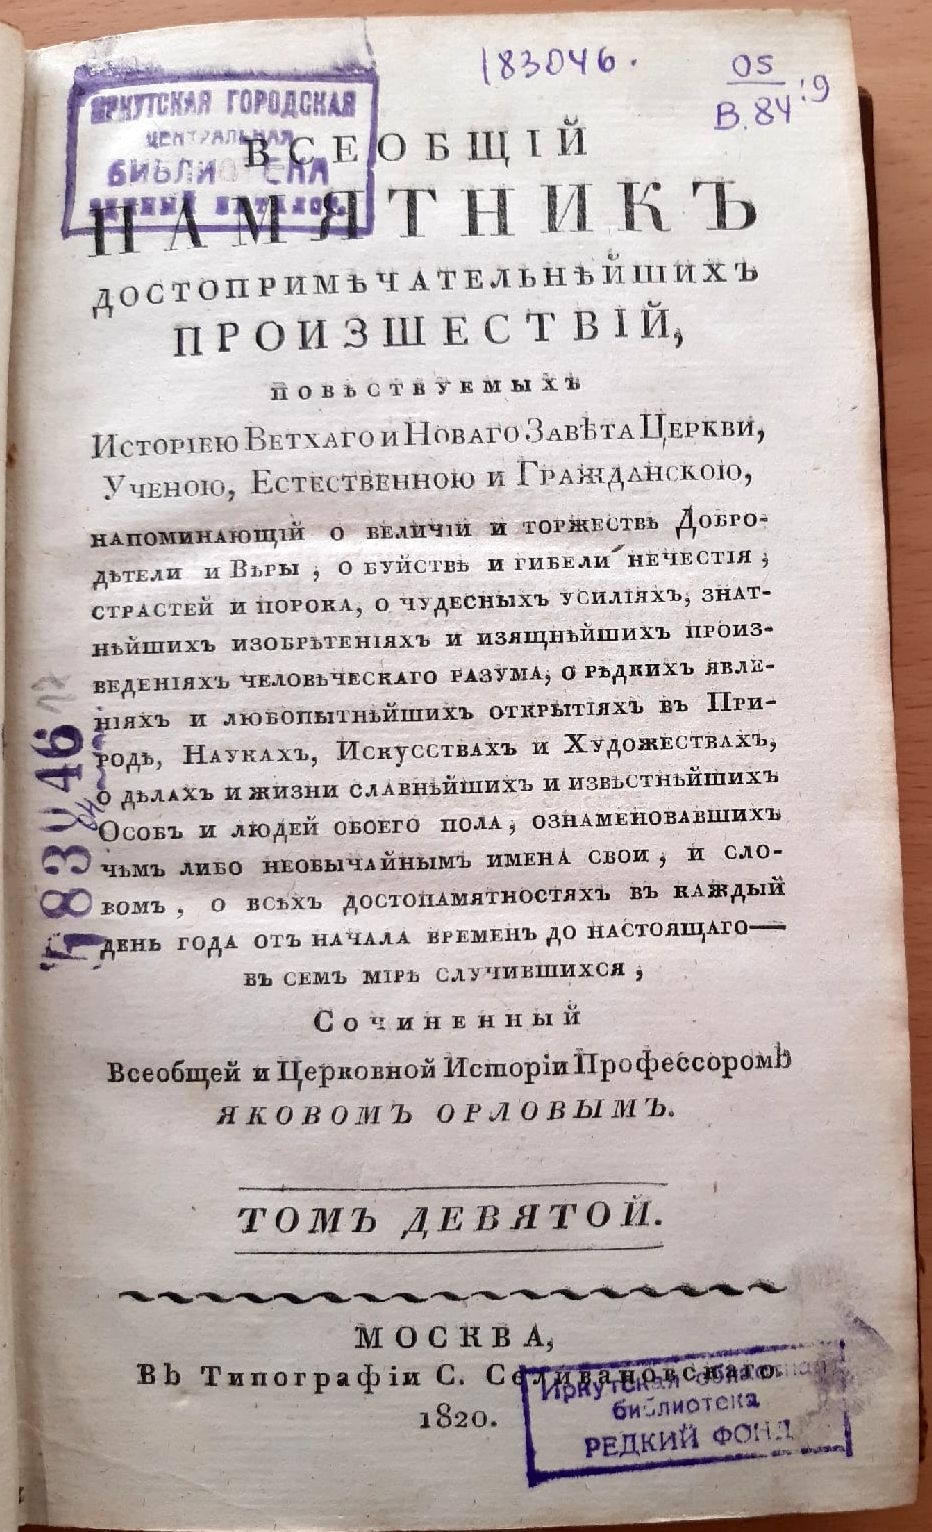 183046.
05
В.84 :9
ИРКУТСКАЯ ГОРОДСКАЯ
ЦЕНТРАЛЬНАЯ
БИБЛИОТЕКА
ВСЕОБЩІЙ
ПАМЯТНИКЪ
ДОСТОПРИМѢЧАТЕЛЬНѢЙШИХЪ
ПРОИЗШЕСТВІЙ,
ПОВѢСТВУЕМЫХЪ
ИСТОРІЕЮ ВЕТХАГО И НОВАГО ЗАВѢТА ЦЕРКВИ,
УЧЕНОЮ, ЕСТЕСТВЕННОЮ И ГРАЖДАНСКОЮ,
НАПОМИНАЮЩІЙ О ВЕЛИЧІИ И ТОРЖЕСТВѢ ДОБРО-
ДѢТЕЛИ И ВѢРЫ, О БУЙСТВѢ И ГИБЕЛИ НЕЧЕСТІЯ,
СТРАСТЕЙ И ПОРОКА, О ЧУДЕСНЫХЪ УСИЛІЯХЪ, ЗНАТ-
НѢЙШИХЪ ИЗОБРѢТЕНІЯХЪ И ИЗЯЩНѢЙШИХЪ ПРОИЗ-
ВЕДЕНІЯХЪ ЧЕЛОВѢЧЕСКАГО РАЗУМА, О РѢДКИХЪ ЯВЛЕ-
НІЯХЪ И ЛЮБОПЫТНѢЙШИХЪ ОТКРЫТІЯХЪ ВЪ ПРИ-
РОДѢ, НАУКАХЪ, ИСКУССТВАХЪ И ХУДОЖЕСТВАХЪ,
О ДѢЛАХЪ И ЖИЗНИ СЛАВНѢЙШИХЪ И ИЗВѢСТНѢЙШИХЪ
ОСОБЪ И ЛЮДЕЙ ОБОЕГО ПОЛА, ОЗНАМЕНОВАВШИХЪ
ЧѢМЪ ЛИБО НЕОБЫЧАЙНЫМЪ ИМЕНА СВОИ, И СЛО-
ВОМЪ, О ВСѢХЪ ДОСТОПАМЯТНОСТЯХЪ ВЪ КАЖДЫЙ
ДЕНЬ ГОДА ОТЪ НАЧАЛА ВРЕМЕНЪ ДО НАСТОЯЩАГО—
ВЪ СЕМЪ МІРѢ СЛУЧИВШИХСЯ,
Сочиненный
Всеобщей и Церковной Исторіи Профессоромъ
ЯКОВОМЪ ОРЛОВЫМЪ.
ТОМЪ ДЕВЯТОЙ.
МОСКВА,
Въ Типографіи С. Селивановскаго.
1820.
Иркутская областная
библиотека
РЕДКИЙ ФОНД